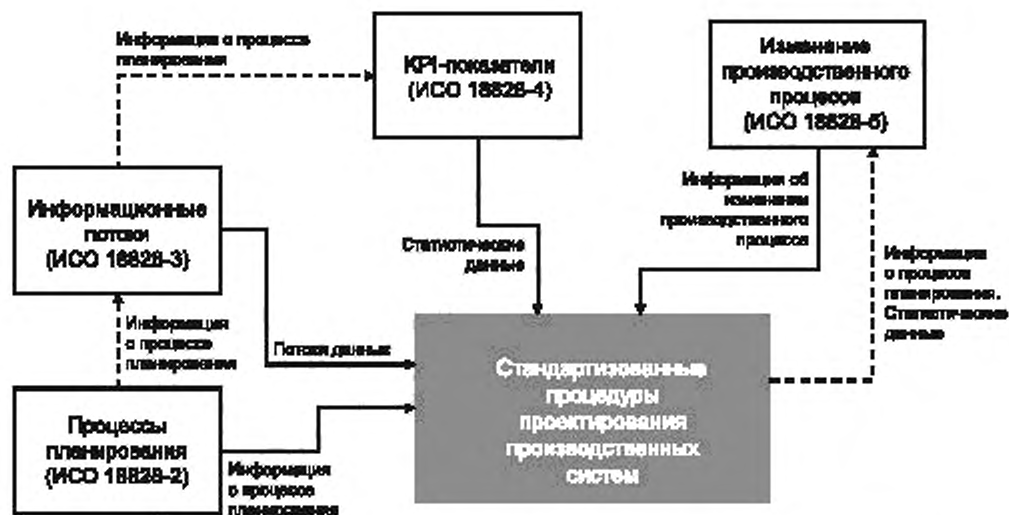 Информация о процессе
планирования
KPI-показатели
(ИСО 18828-4)
Изменение
производственного
процесса
(ИСО 18828-5)
Информационные
потоки
(ИСО 18828-3)
Статистические
данные
Информация об
изменении
производственного
процесса
Информация
о процессе
планирования.
Статистические
данные
Информация
о процессе
планирования
Потоки данных
Стандартизованные
процедуры
проектирования
производственных
систем
Процессы
планирования
(ИСО 18828-2)
Информация
о процессе
планирования